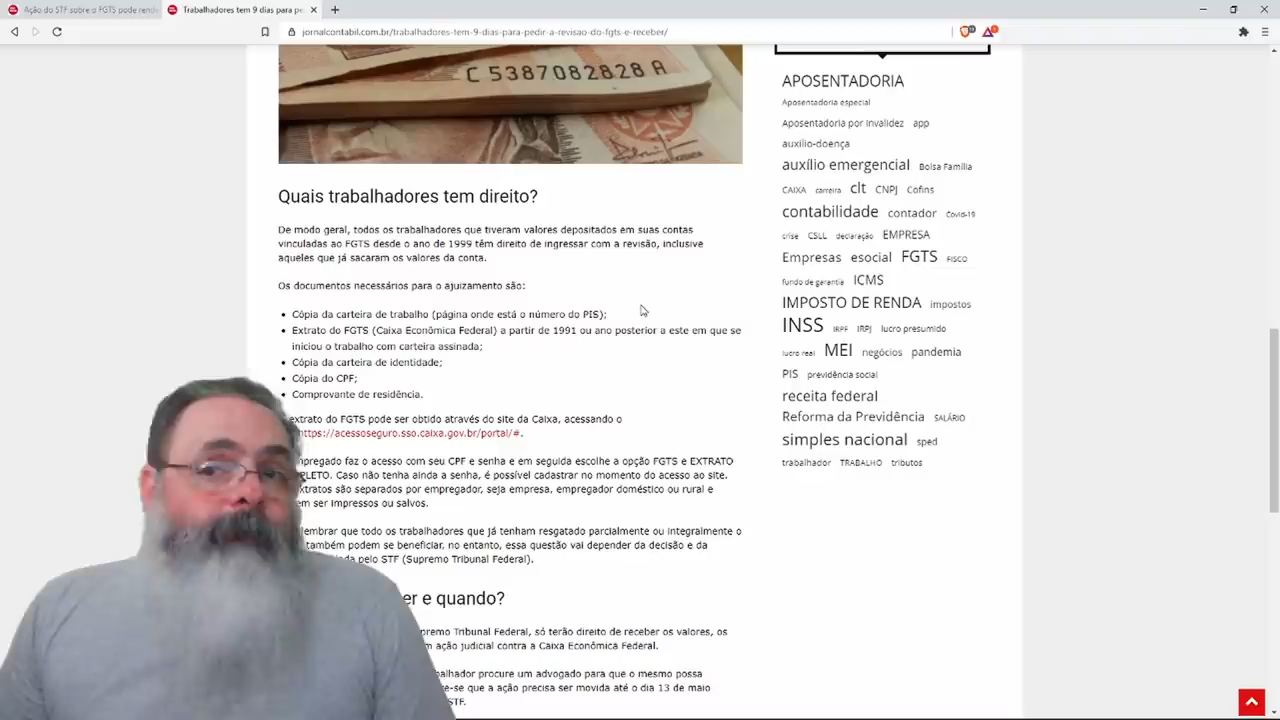 Ação do STF sobre o FGTS pode rende
Trabalhadores tem 9 dias para pe
jornalcontabil.com.br/trabalhadores-tem-9-dias-para-pedir-a-revisao-do-fgts-e-receber/
C 5387082828 A
Quais trabalhadores tem direito?
De modo geral, todos os trabalhadores que tiveram valores depositados em suas contas
vinculadas ao FGTS desde o ano de 1999 têm direito de ingressar com a revisão, inclusive
aqueles que já sacaram os valores da conta.
Os documentos necessários para o ajuizamento são:
Cópia da carteira de trabalho (página onde está o número do PIS);
Extrato do FGTS (Caixa Econômica Federal) a partir de 1991 ou ano posterior a este em que se
iniciou o trabalho com carteira assinada;
Cópia da carteira de identidade;
Cópia do CPF;
Comprovante de residência.
extrato do FGTS pode ser obtido através do site da Caixa, acessando o
https://acessoseguro.sso.caixa.gov.br/portal/#.
mpregado faz o acesso com seu CPF e senha e em seguida escolhe a opção FGTS e EXTRATO
PLETO. Caso não tenha ainda a senha, é possível cadastrar no momento do acesso ao site.
xtratos são separados por empregador, seja empresa, empregador doméstico ou rural e
em ser impressos ou salvos.
lembrar que todo os trabalhadores que já tenham resgatado parcialmente ou integralmente o
também podem se beneficiar, no entanto, essa questão vai depender da decisão e da
inda pelo STF (Supremo Tribunal Federal).
er e quando?
premo Tribunal Federal, só terão direito de receber os valores, os
m ação judicial contra a Caixa Econômica Federal.
balhador procure um advogado para que o mesmo possa
e-se que a ação precisa ser movida até o dia 13 de maio
STF.
APOSENTADORIA
Aposentadoria especial
Aposentadoria por Invalidez app
auxílio-doença
auxílio emergencial Bolsa Família
CAIXA carreira clt CNPJ Cofins
contabilidade contador Covid-19
crise CSLL declaração EMPRESA
Empresas esocial FGTS FISCO
fundo de garantia ICMS
IMPOSTO DE RENDA impostos
INSS IRPF IRPJ lucro presumido
lucro real MEI negócios pandemia
PIS previdência social
receita federal
Reforma da Previdência SALÁRIO
simples nacional sped
trabalhador TRABALHO tributos